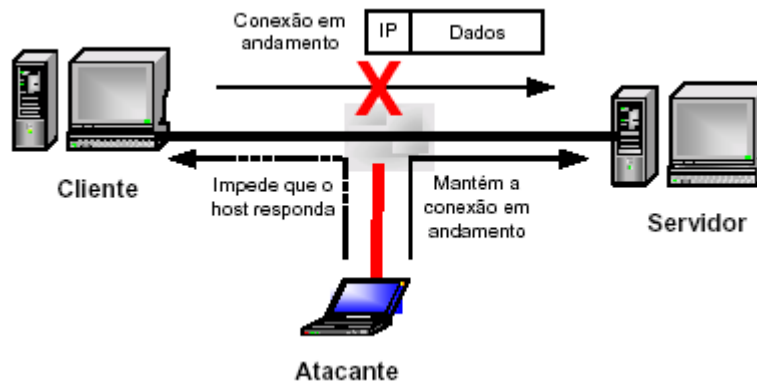 Conexão em
andamento
IP
Dados
Cliente
Impede que o
host responda
Mantém a
conexão em
andamento
Servidor
Atacante